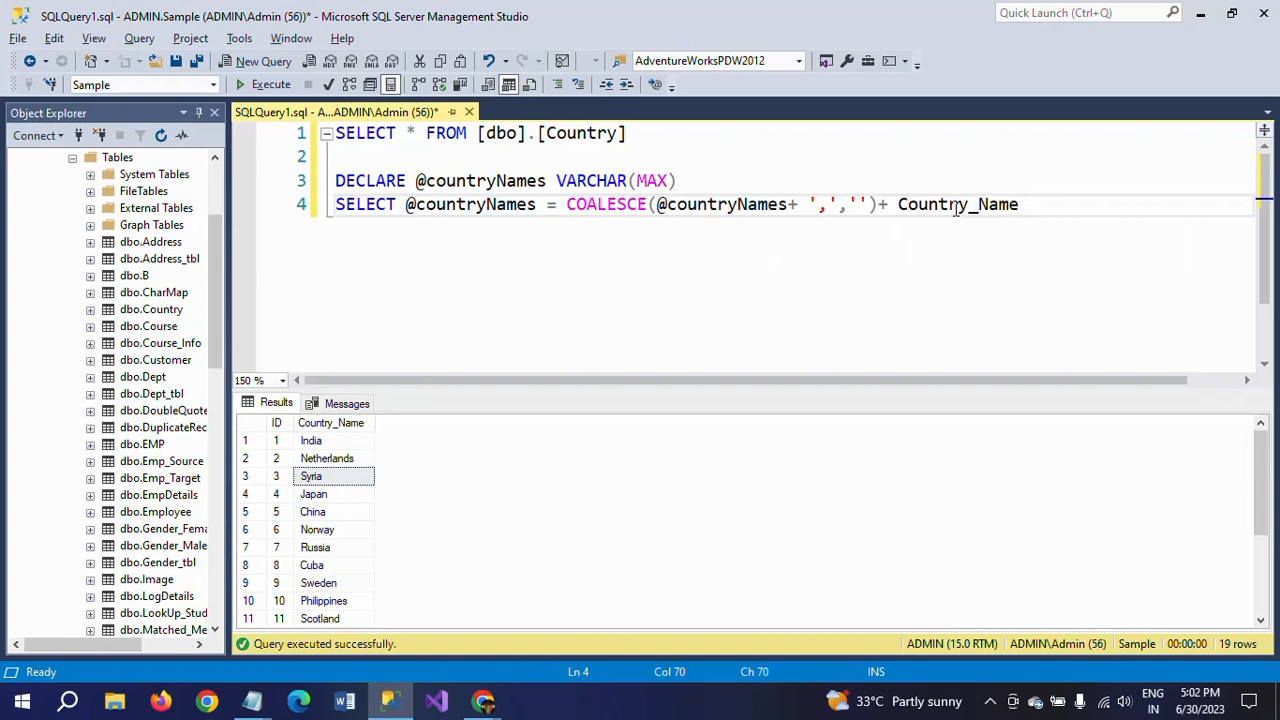 SQLQuery1.sql - ADMIN.Sample (ADMIN\Admin (56))* - Microsoft SQL Server Management Studio
Quick Launch (Ctrl+Q)
File Edit View Query Project Tools Window Help
New Query
MDX DMX XMLA DAX
AdventureWorksPDW2012
Sample
Execute
Object Explorer
SQLQuery1.sql - A...ADMIN\Admin (56))*
Connect
Tables
System Tables
FileTables
External Tables
Graph Tables
dbo.Address
dbo.Address_tbl
dbo.B
dbo.CharMap
dbo.Country
dbo.Course
dbo.Course_Info
dbo.Customer
dbo.Dept
dbo.Dept_tbl
dbo.DoubleQuote
dbo.DuplicateRec
dbo.EMP
dbo.Emp_Source
dbo.Emp_Target
dbo.EmpDetails
dbo.Employee
dbo.Gender_Fema
dbo.Gender_Male
dbo.Gender_tbl
dbo.Image
dbo.LogDetails
dbo.LookUp_Stud
dbo.Matched_Me
1 SELECT * FROM [dbo].[Country]
2
3 DECLARE @countryNames VARCHAR(MAX)
4 SELECT @countryNames = COALESCE(@countryNames+ ',','')+ Country_Name
150 %
Results Messages
ID Country_Name
1 1 India
2 2 Netherlands
3 3 Syria
4 4 Japan
5 5 China
6 6 Norway
7 7 Russia
8 8 Cuba
9 9 Sweden
10 10 Philippines
11 11 Scotland
Query executed successfully.
ADMIN (15.0 RTM) ADMIN\Admin (56) Sample 00:00:00 19 rows
Ready
Ln 4 Col 70 Ch 70 INS
33°C Partly sunny
ENG
IN
5:02 PM
6/30/2023